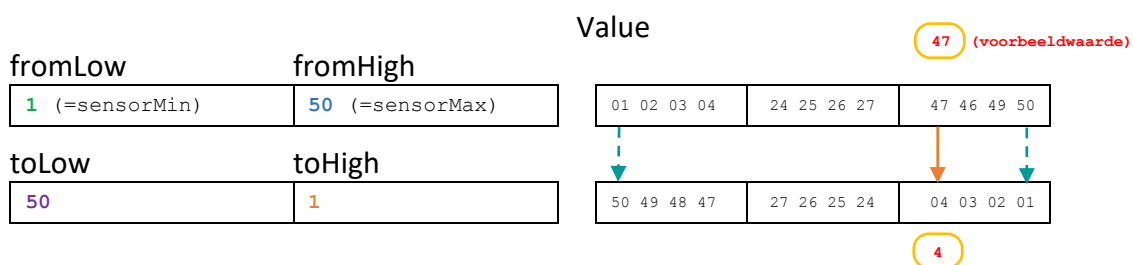 Value
47 (voorbeeldwaarde)
fromLow fromHigh
1 (=sensorMin) 50 (=sensorMax) 01 02 03 04 24 25 26 27 47 46 49 50
toLow toHigh
50 1 50 49 48 47 27 26 25 24 04 03 02 01
4